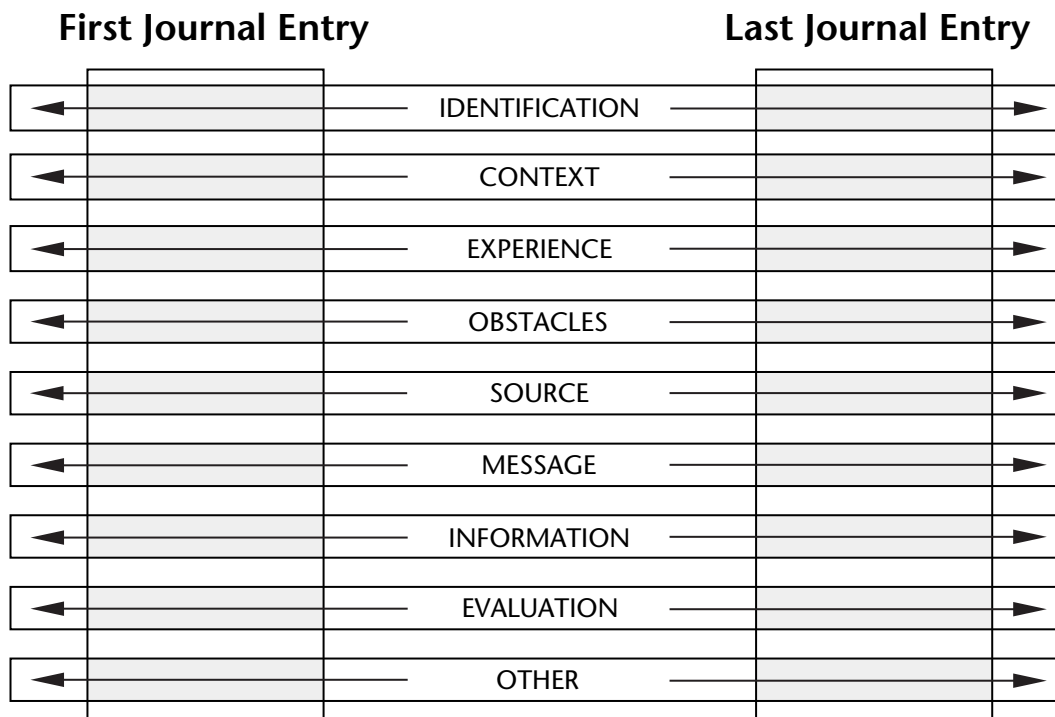 First Journal Entry
Last Journal Entry
IDENTIFICATION
CONTEXT
EXPERIENCE
OBSTACLES
SOURCE
MESSAGE
INFORMATION
EVALUATION
OTHER